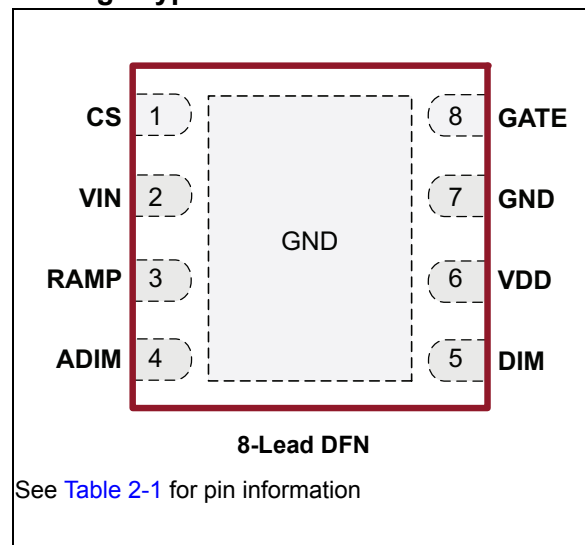 CS 1 8 GATE
VIN 2 7 GND
GND
RAMP 3 6 VDD
ADIM 4 5 DIM
8-Lead DFN
See Table 2-1 for pin information